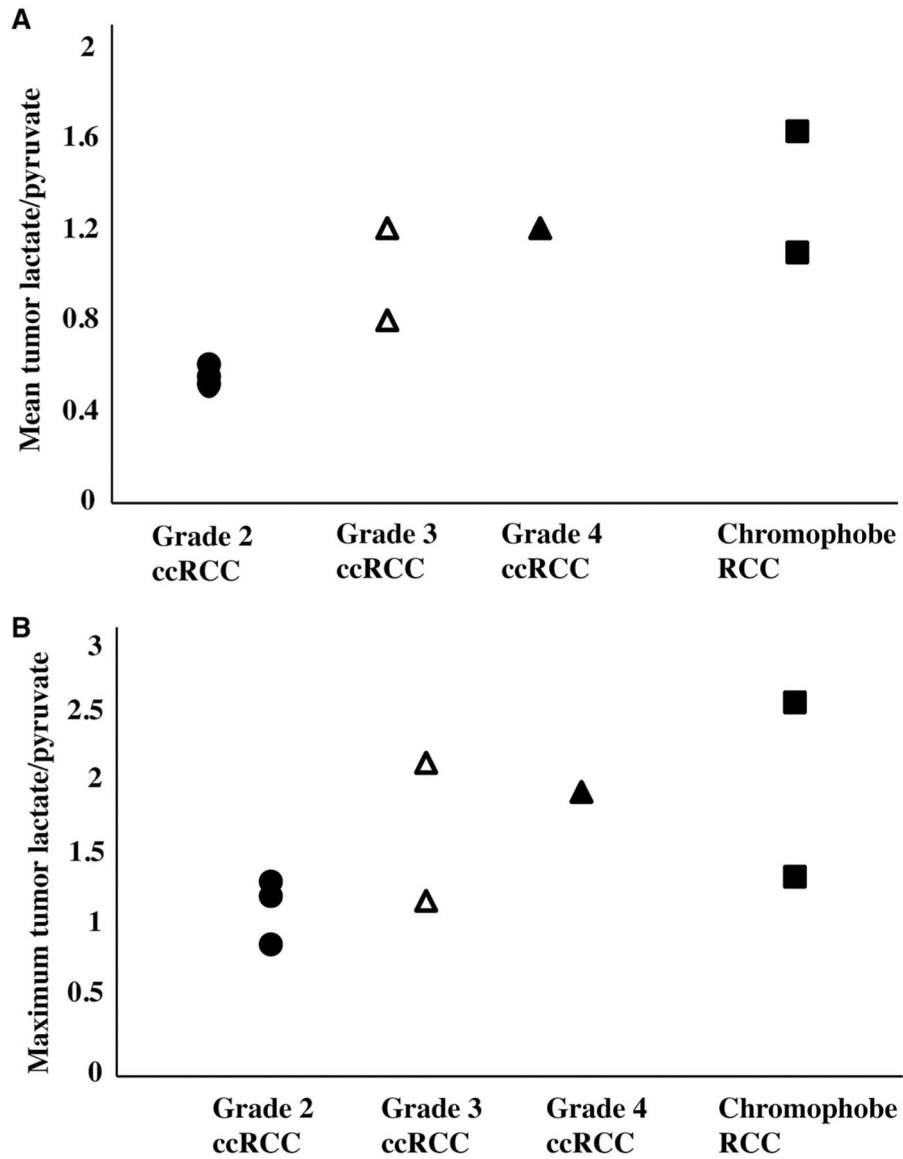 A
Mean tumor lactate/pyruvate
2
1.6
1.2
0.8
0.4
0
Grade 2
ccRCC
Grade 3
ccRCC
Grade 4
ccRCC
Chromophobe
RCC
B
Maximum tumor lactate/pyruvate
3
2.5
2
1.5
1
0.5
0
Grade 2
ccRCC
Grade 3
ccRCC
Grade 4
ccRCC
Chromophobe
RCC